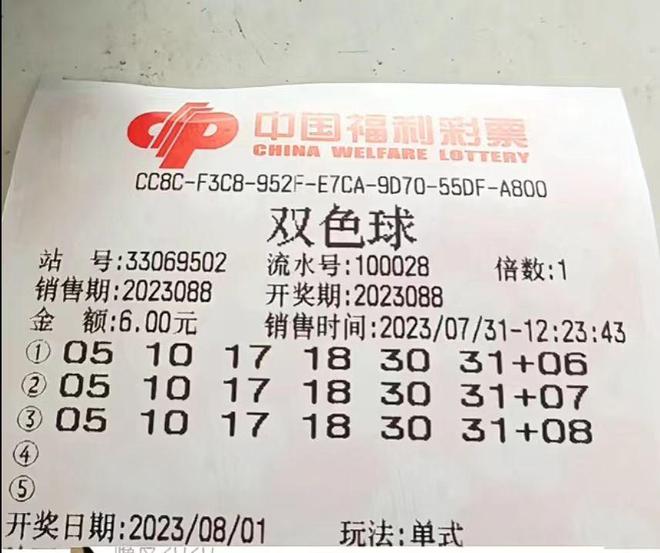 中国福利彩票
CHINA WELFARE LOTTERY
CC8C-F3C8-952F-E7CA-9D70-55DF-A800
双色球
站 号:33069502 流水号:100028 倍数:1
销售期:2023088 开奖期:2023088
金 额:6.00元 销售时间:2023/07/31-12:23:43
① 05 10 17 18 30 31+06
② 05 10 17 18 30 31+07
③ 05 10 17 18 30 31+08
④
⑤
开奖日期:2023/08/01 玩法:单式